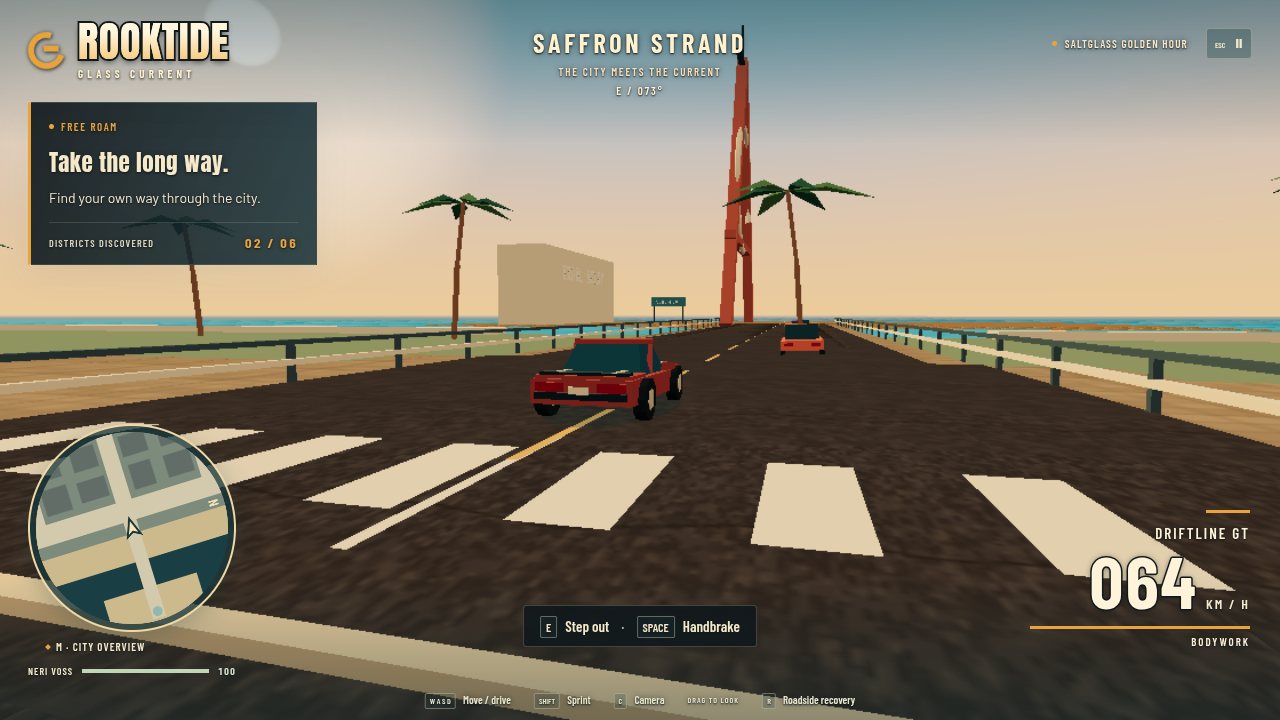 ROOKTIDE
GLASS CURRENT
SAFFRON STRAND
THE CITY MEETS THE CURRENT
E / 073°
SALTGLASS GOLDEN HOUR
ESC
FREE ROAM
Take the long way.
Find your own way through the city.
DISTRICTS DISCOVERED 02 / 06
N
M · CITY OVERVIEW
NERI VOSS 100
DRIFTLINE GT
064 KM / H
BODYWORK
E Step out · SPACE Handbrake
WASD Move / drive SHIFT Sprint C Camera DRAG TO LOOK R Roadside recovery